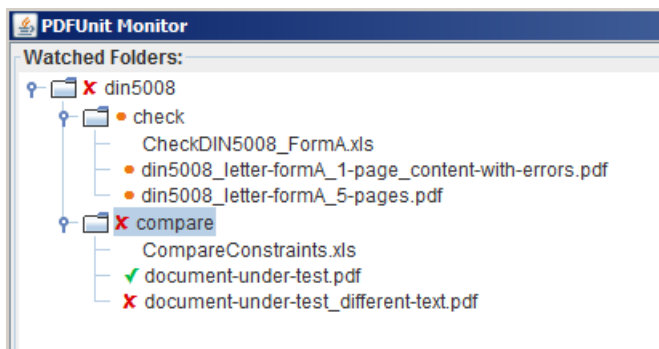 PDFUnit Monitor
Watched Folders:
din5008
check
CheckDIN5008_FormA.xls
din5008_letter-formA_1-page_content-with-errors.pdf
din5008_letter-formA_5-pages.pdf
compare
CompareConstraints.xls
document-under-test.pdf
document-under-test_different-text.pdf